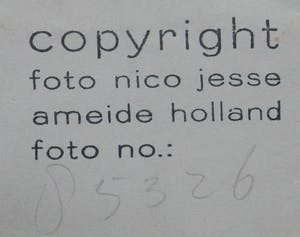 copyright
foto nico jesse
ameide holland
foto no.:
85326